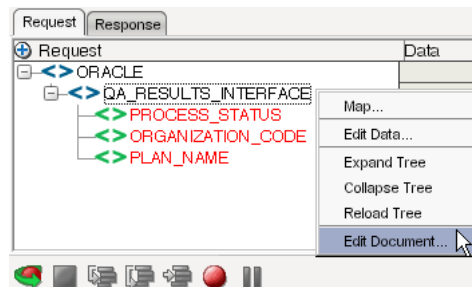 Request Response
Request Data
ORACLE
QA_RESULTS_INTERFACE
PROCESS_STATUS
ORGANIZATION_CODE
PLAN_NAME
Map...
Edit Data...
Expand Tree
Collapse Tree
Reload Tree
Edit Document...